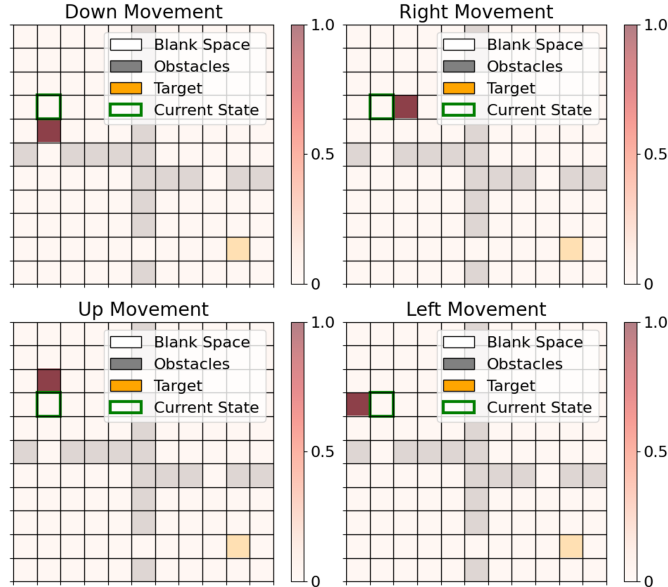 Down Movement
Blank Space
Obstacles
Target
Current State
1.0
0.5
0
Right Movement
Blank Space
Obstacles
Target
Current State
1.0
0.5
0
Up Movement
Blank Space
Obstacles
Target
Current State
1.0
0.5
0
Left Movement
Blank Space
Obstacles
Target
Current State
1.0
0.5
0